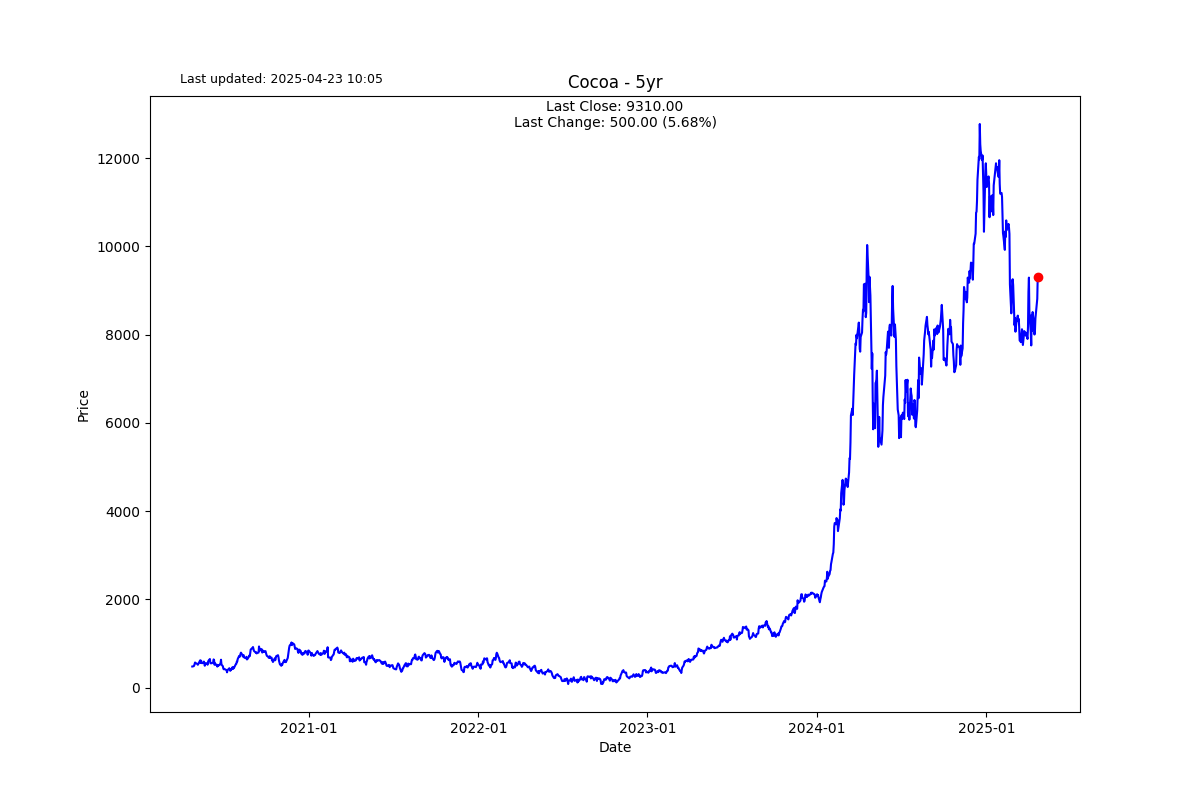 Last updated: 2025-04-23 10:05
Cocoa - 5yr
Last Close: 9310.00
Last Change: 500.00 (5.68%)
12000
10000
8000
6000
4000
2000
0
Price
2021-01
2022-01
2023-01
2024-01
2025-01
Date